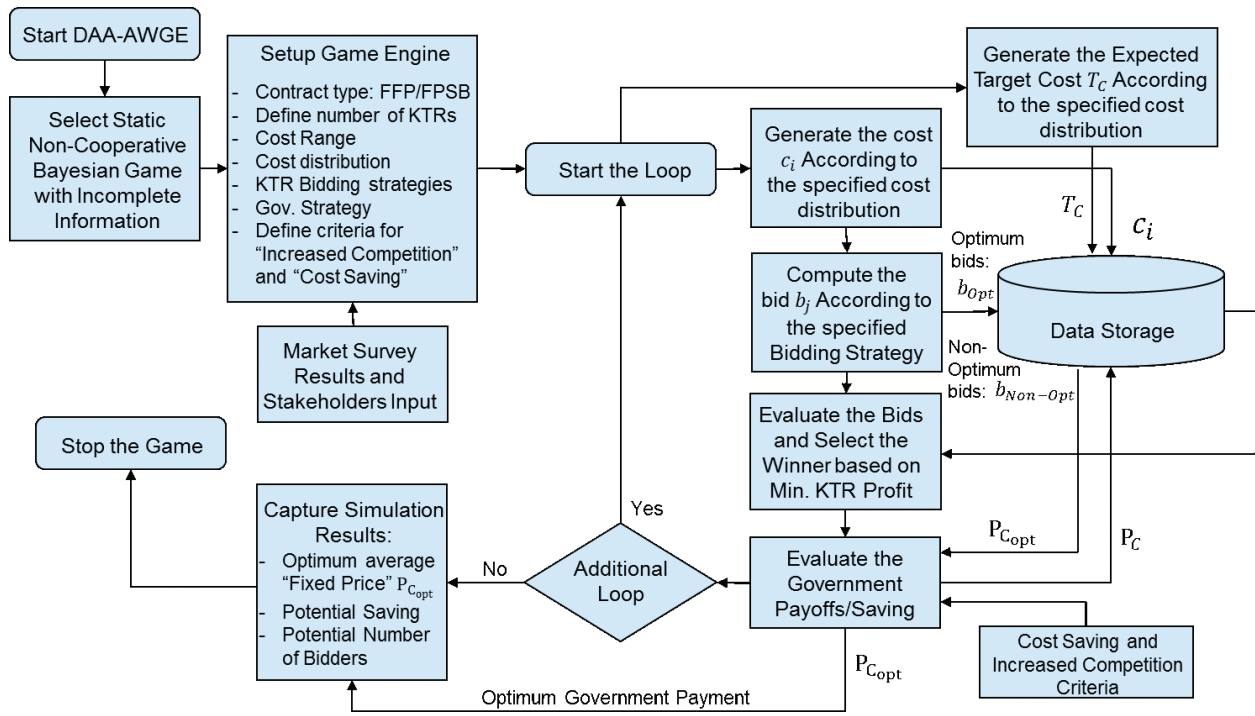 Start DAA-AWGE
Select Static
Non-Cooperative
Bayesian Game
with Incomplete
Information
Setup Game Engine
- Contract type: FFP/FPSB
- Define number of KTRs
- Cost Range
- Cost distribution
- KTR Bidding strategies
- Gov. Strategy
- Define criteria for
“Increased Competition”
and “Cost Saving”
Market Survey
Results and
Stakeholders Input
Start the Loop
Generate the Expected
Target Cost T_C According
to the specified cost
distribution
Generate the cost
c_i According to
the specified cost
distribution
T_C
c_i
Compute the
bid b_j According to
the specified
Bidding Strategy
Optimum
bids:
b_Opt
Non-
Optimum
bids: b_Non−Opt
Data Storage
Evaluate the Bids
and Select the
Winner based on
Min. KTR Profit
P_Copt
P_C
Evaluate the
Government
Payoffs/Saving
Cost Saving and
Increased Competition
Criteria
Additional
Loop
Yes
No
P_Copt
Optimum Government Payment
Capture Simulation
Results:
- Optimum average
“Fixed Price” P_Copt
- Potential Saving
- Potential Number
of Bidders
Stop the Game